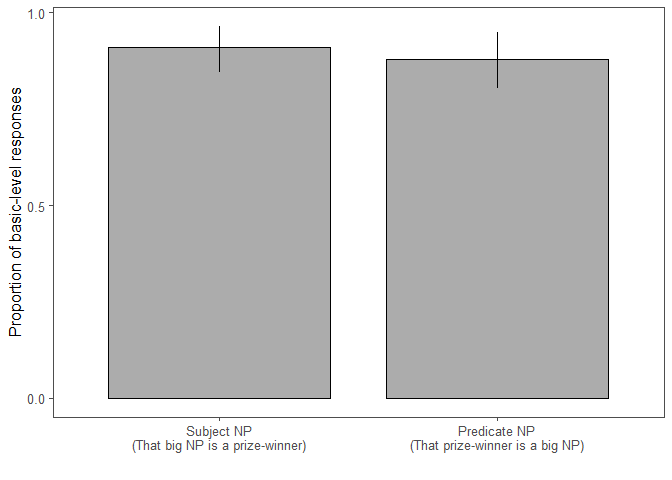 Proportion of basic-level responses
1.0
0.5
0.0
Subject NP
(That big NP is a prize-winner)
Predicate NP
(That prize-winner is a big NP)